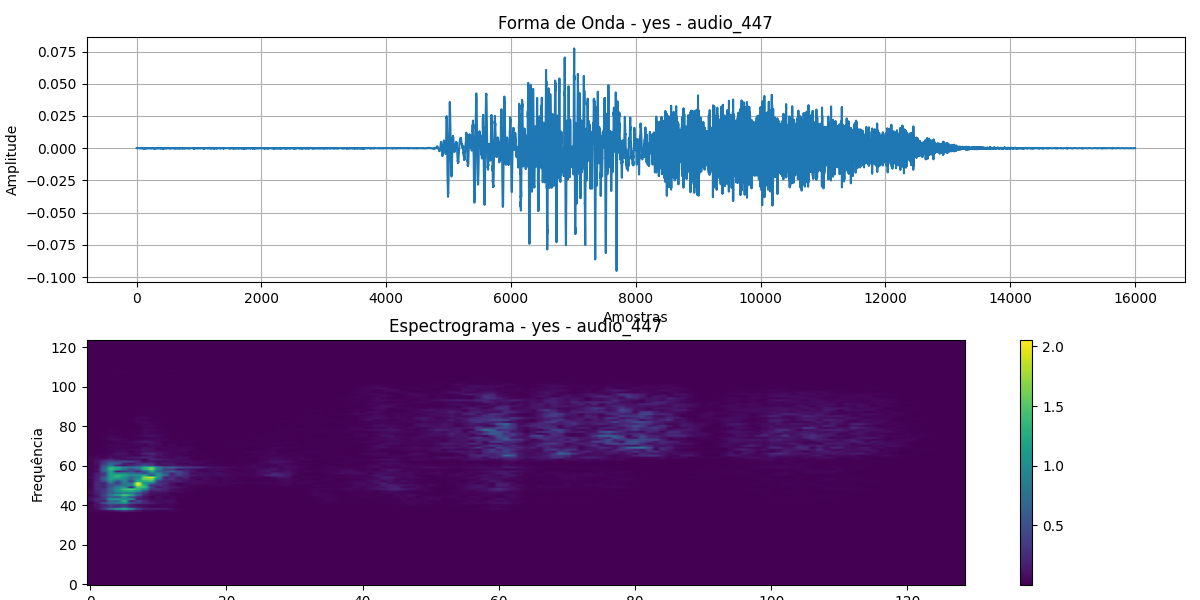 Forma de Onda - yes - audio_447
Amplitude
0.075
0.050
0.025
0.000
−0.025
−0.050
−0.075
−0.100
0 2000 4000 6000 8000 10000 12000 14000 16000
Amostras
Espectrograma - yes - audio_447
Frequência
120
100
80
60
40
20
0
0 20 40 60 80 100 120
2.0
1.5
1.0
0.5